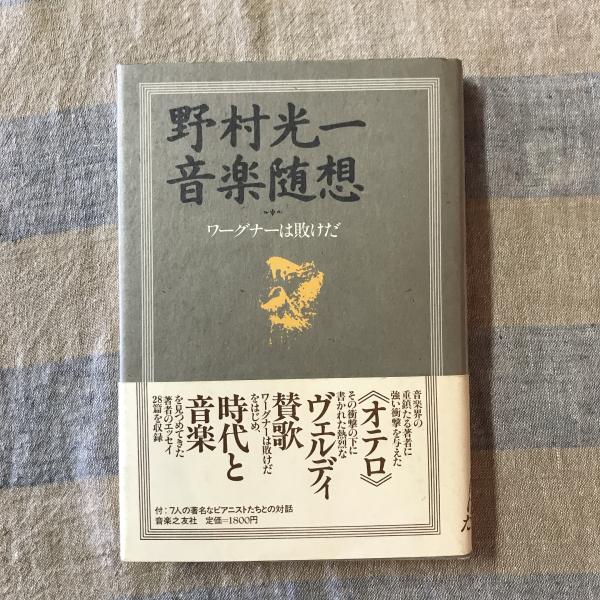 野村光一
音楽随想
ワーグナーは敗けだ
音楽界の
重鎮たる著者に
強い衝撃を与えた
《オテロ》
その衝撃の下に
書かれた熱烈な
ヴェルディ
賛歌
ワーグナーは敗けだ
をはじめ、
時代と
音楽
を見つめてきた
著者のエッセイ
28篇を収録
付:7人の著名なピアニストたちとの対話
音楽之友社 定価=1800円